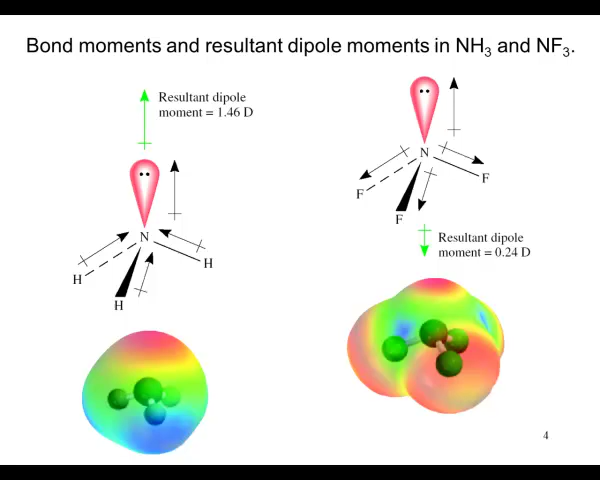 Bond moments and resultant dipole moments in NH₃ and NF₃.
Resultant dipole
moment = 1.46 D
N
H
H
H
N
F
F
F
Resultant dipole
moment = 0.24 D
4